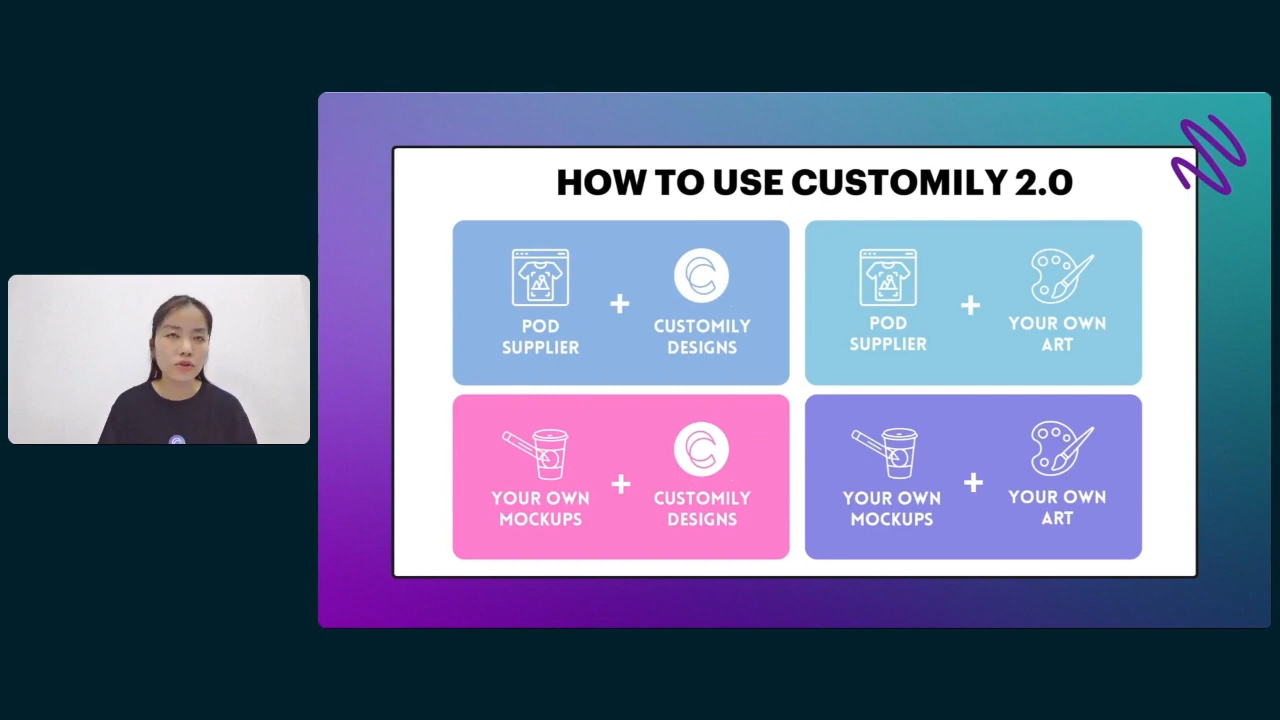 HOW TO USE CUSTOMILY 2.0
POD
SUPPLIER
+
CUSTOMILY
DESIGNS
POD
SUPPLIER
+
YOUR OWN
ART
YOUR OWN
MOCKUPS
+
CUSTOMILY
DESIGNS
YOUR OWN
MOCKUPS
+
YOUR OWN
ART